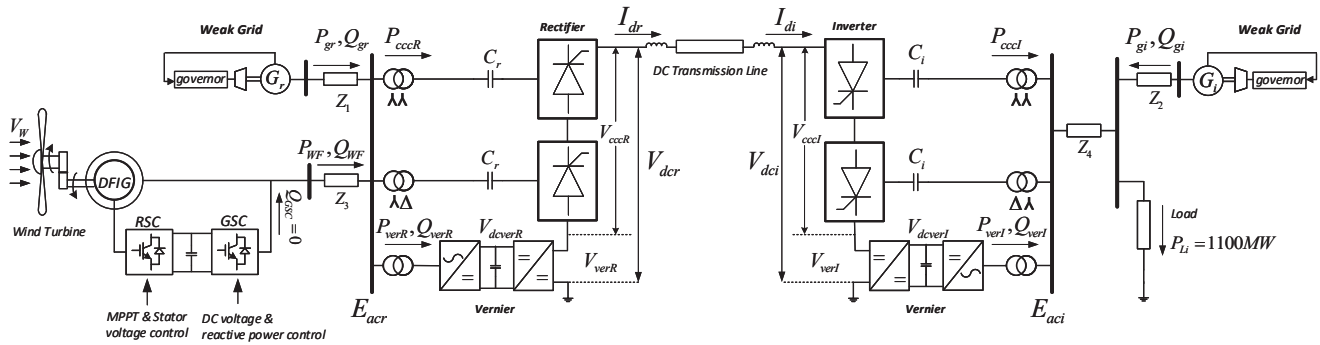 Weak Grid
governor
G_r
P_gr, Q_gr
Z_1
P_cccR
C_r
Rectifier
I_dr
DC Transmission Line
I_di
Inverter
C_i
P_cccI
P_gi, Q_gi
Weak Grid
Z_2
G_i
governor
V_W
Wind Turbine
DFIG
P_WF, Q_WF
Z_3
C_r
V_cccR
V_dcr
V_dci
V_cccI
C_i
Z_4
RSC
GSC
Q_GSC = 0
P_verR, Q_verR
V_dcverR
V_verR
V_verI
V_dcverI
P_verI, Q_verI
Load
P_Li = 1100MW
Vernier
Vernier
E_acr
E_aci
MPPT & Stator
voltage control
DC voltage &
reactive power control